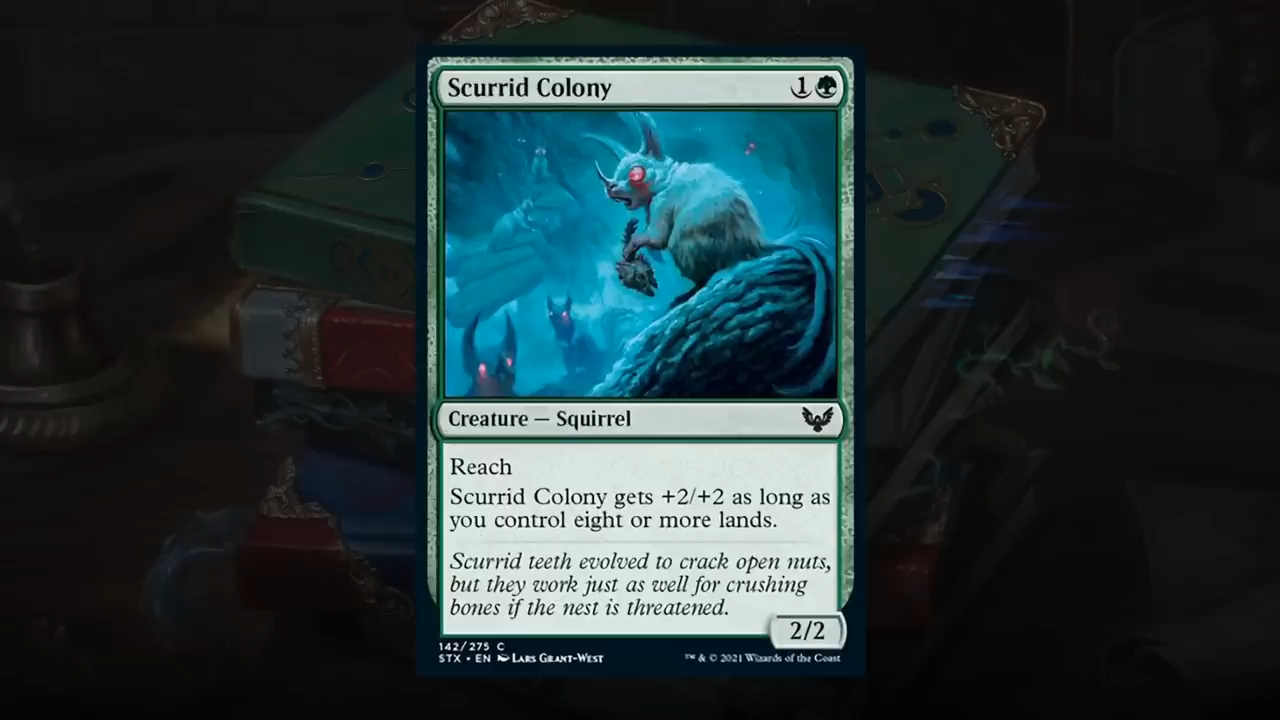 Scurrid Colony 1
Creature — Squirrel
Reach
Scurrid Colony gets +2/+2 as long as
you control eight or more lands.
Scurrid teeth evolved to crack open nuts,
but they work just as well for crushing
bones if the nest is threatened.
2/2
142/275 C
STX • EN Lars Grant-West
™ & © 2021 Wizards of the Coast